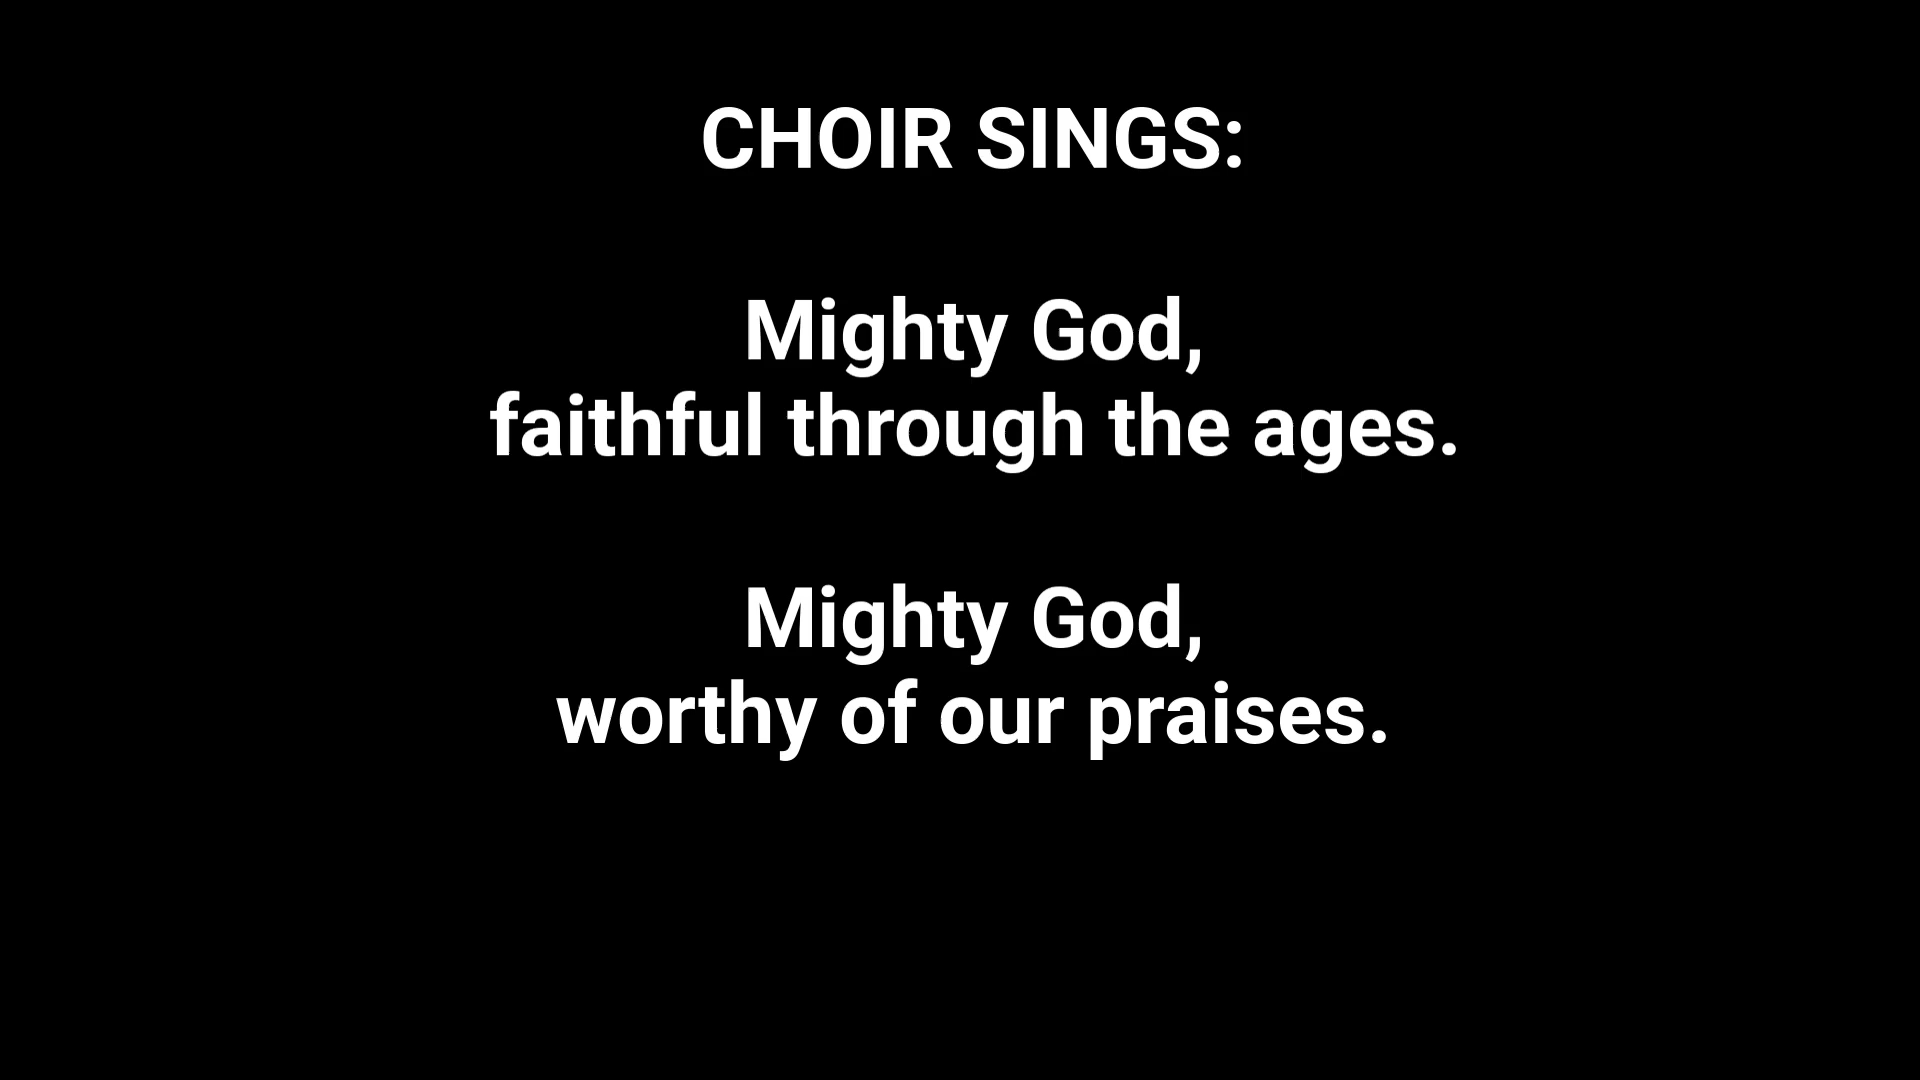 CHOIR SINGS:
Mighty God,
faithful through the ages.
Mighty God,
worthy of our praises.